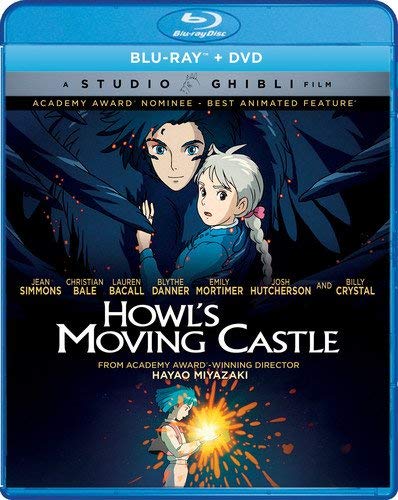 Blu-ray Disc
BLU-RAY™ + DVD
A STUDIO GHIBLI FILM
ACADEMY AWARD® NOMINEE - BEST ANIMATED FEATURE*
JEAN SIMMONS CHRISTIAN BALE LAUREN BACALL BLYTHE DANNER EMILY MORTIMER JOSH HUTCHERSON AND BILLY CRYSTAL
HOWL'S
MOVING CASTLE
FROM ACADEMY AWARD®-WINNING DIRECTOR
HAYAO MIYAZAKI